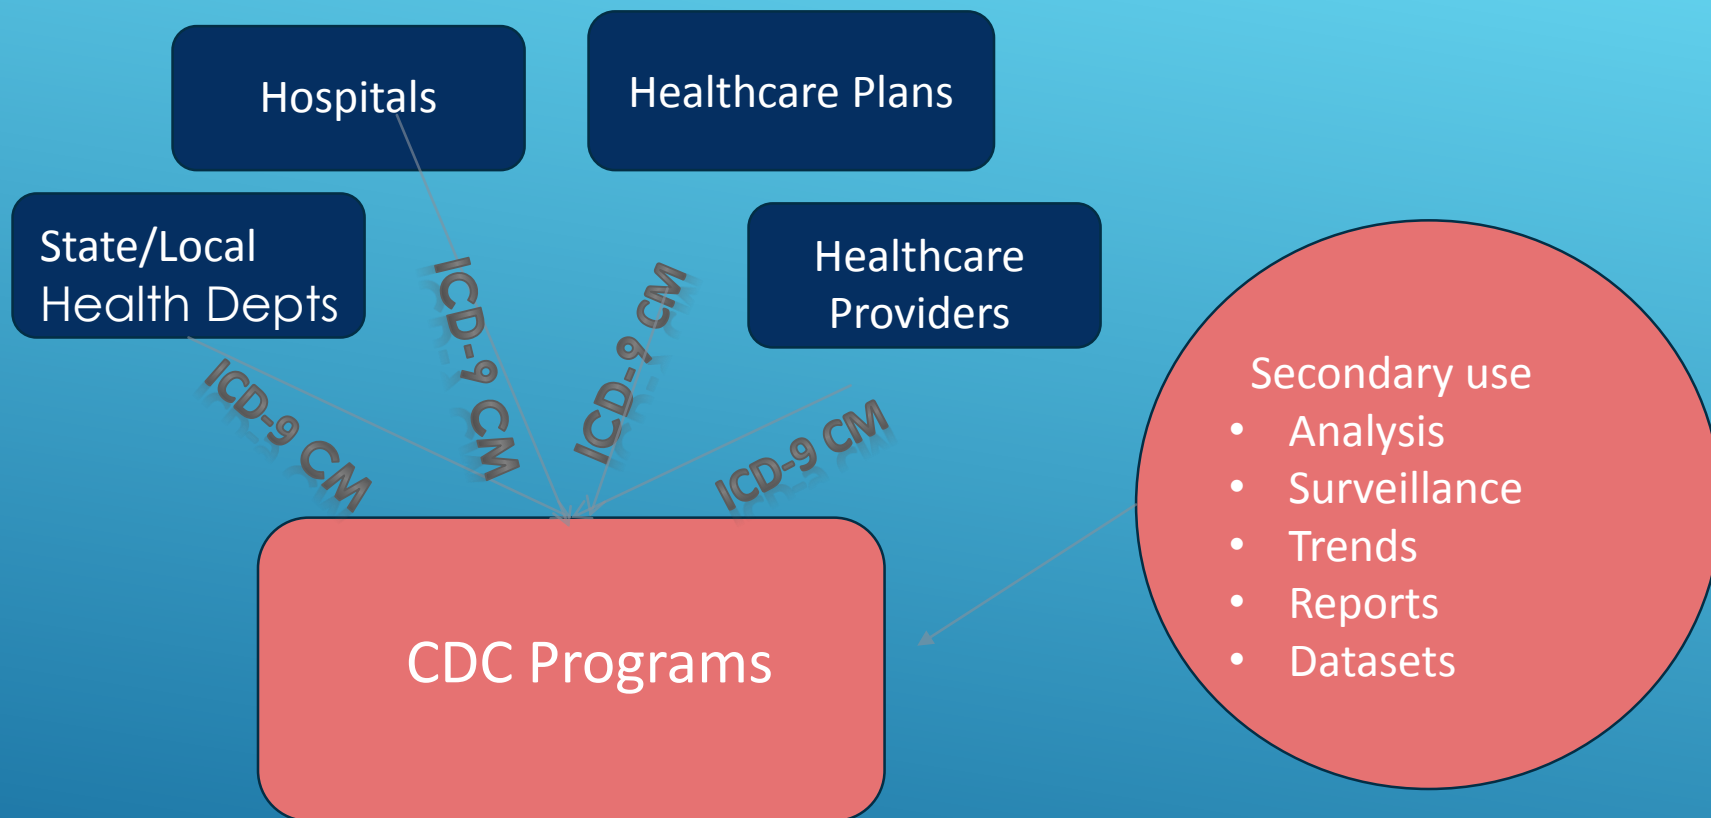 Hospitals
Healthcare Plans
State/Local
Health Depts
Healthcare
Providers
ICD-9 CM
ICD-9 CM
ICD-9 CM
ICD-9 CM
CDC Programs
Secondary use
• Analysis
• Surveillance
• Trends
• Reports
• Datasets